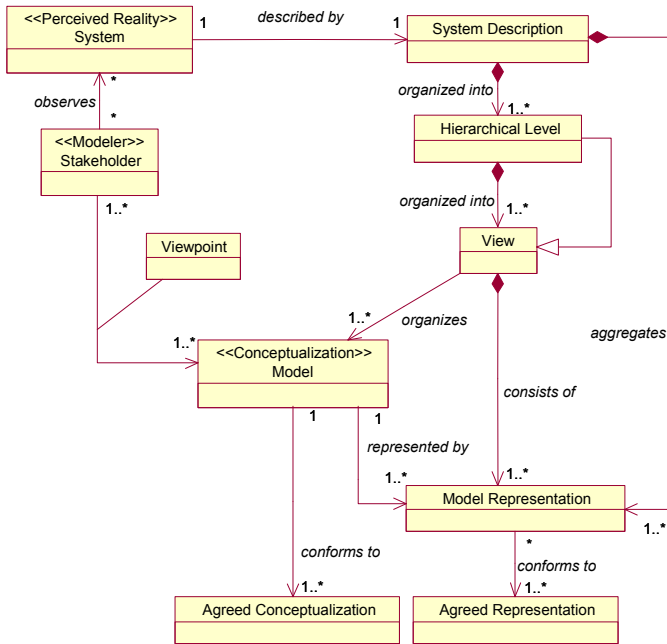 <<Perceived Reality>>
System
1
described by
1
System Description
*
observes
*
organized into
1..*
<<Modeler>>
Stakeholder
Hierarchical Level
1..*
organized into
1..*
Viewpoint
View
1..*
1..*
organizes
aggregates
<<Conceptualization>>
Model
1
1
consists of
represented by
1..*
1..*
Model Representation
1..*
*
conforms to
conforms to
1..*
1..*
Agreed Conceptualization
Agreed Representation